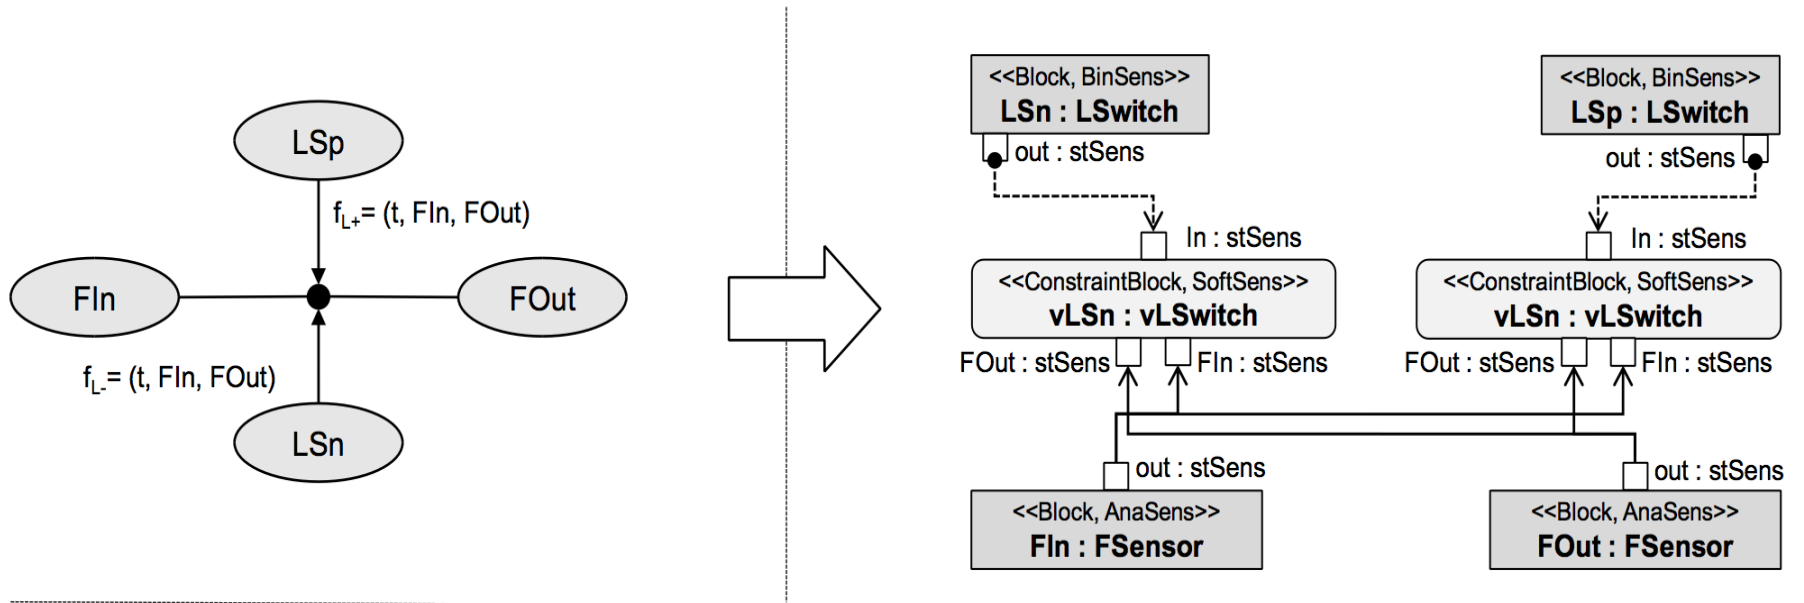 LSp
f_L+= (t, FIn, FOut)
FIn
FOut
f_L-= (t, FIn, FOut)
LSn
<<Block, BinSens>>
LSn : LSwitch
out : stSens
<<Block, BinSens>>
LSp : LSwitch
out : stSens
In : stSens
<<ConstraintBlock, SoftSens>>
vLSn : vLSwitch
FOut : stSens
FIn : stSens
In : stSens
<<ConstraintBlock, SoftSens>>
vLSn : vLSwitch
FOut : stSens
FIn : stSens
out : stSens
<<Block, AnaSens>>
FIn : FSensor
out : stSens
<<Block, AnaSens>>
FOut : FSensor